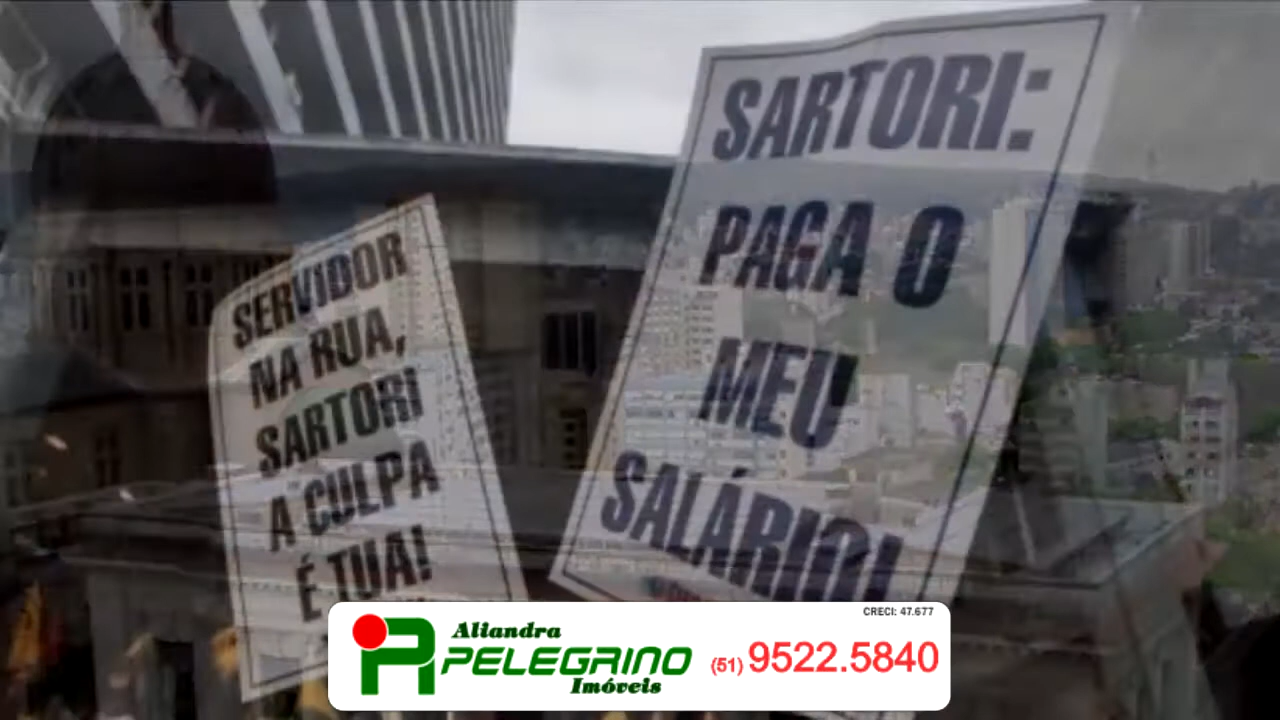 SERVIDOR
NA RUA,
SARTORI
A CULPA
É TUA!
SARTORI:
PAGA O
MEU
SALÁRIO!
CRECI: 47.677
Aliandra
PELEGRINO
Imóveis
(51) 9522.5840